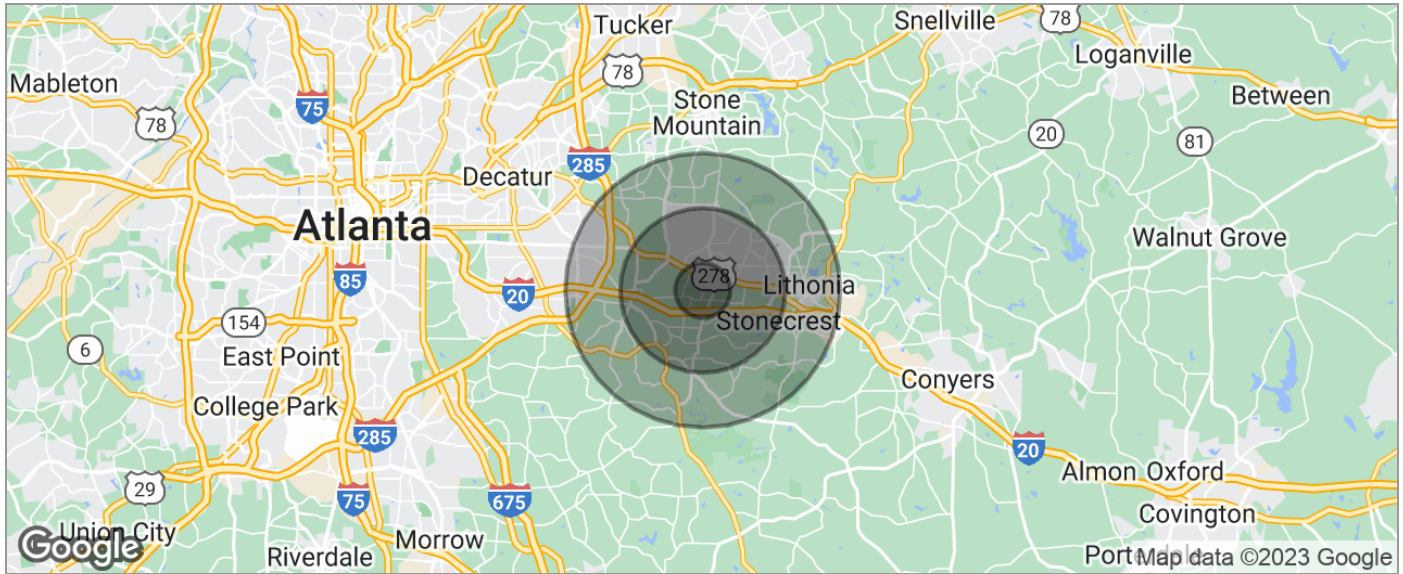 Tucker
Snellville
78
Loganville
78
Mableton
75
Between
Stone
Mountain
78
20
81
285
Decatur
Atlanta
Walnut Grove
85
278
20
Lithonia
Stonecrest
154
6
East Point
Conyers
College Park
285
20
Almon Oxford
29
75
675
Covington
Union City
Google
Morrow
Riverdale
Map data ©2023 Google